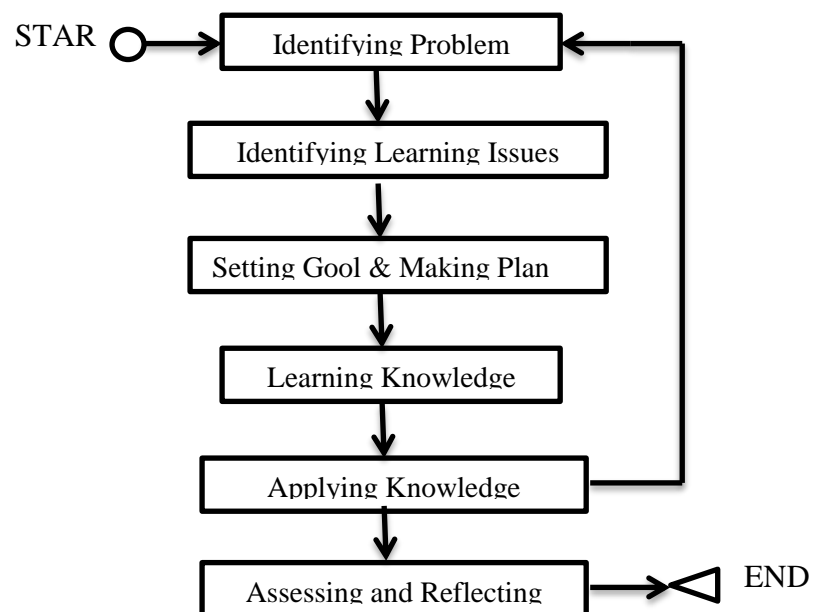 STAR
Identifying Problem
Identifying Learning Issues
Setting Gool & Making Plan
Learning Knowledge
Applying Knowledge
Assessing and Reflecting
END